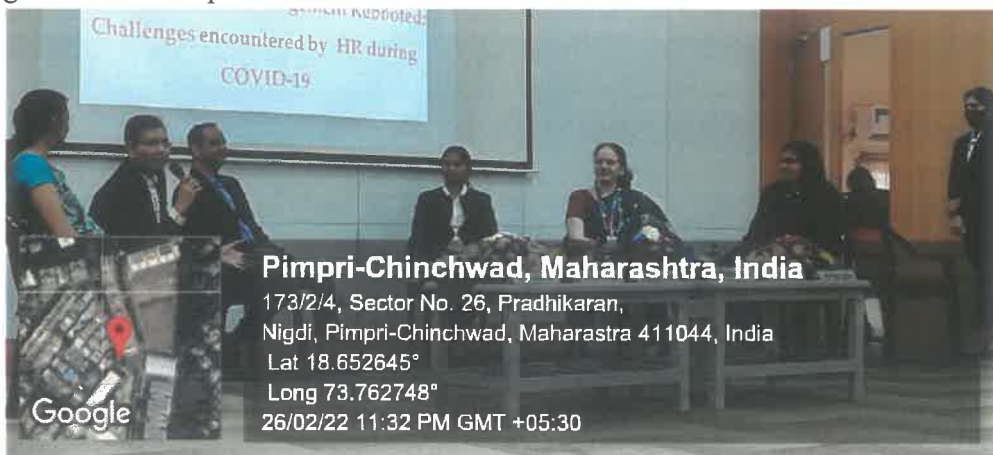 Rebooted:
Challenges encountered by HR during
COVID-19
Pimpri-Chinchwad, Maharashtra, India
173/2/4, Sector No. 26, Pradhikaran,
Nigdi, Pimpri-Chinchwad, Maharastra 411044, India
Lat 18.652645°
Long 73.762748°
26/02/22 11:32 PM GMT +05:30
Google